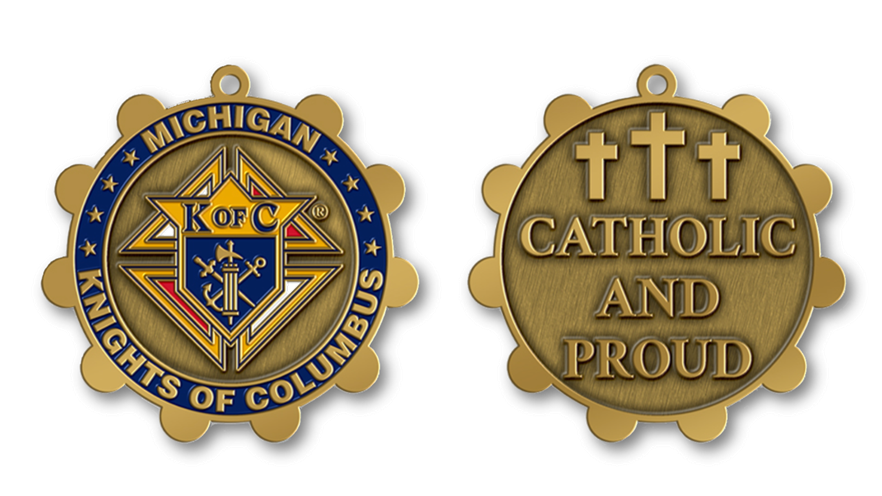 MICHIGAN
K OF C ®
KNIGHTS OF COLUMBUS
CATHOLIC
AND
PROUD